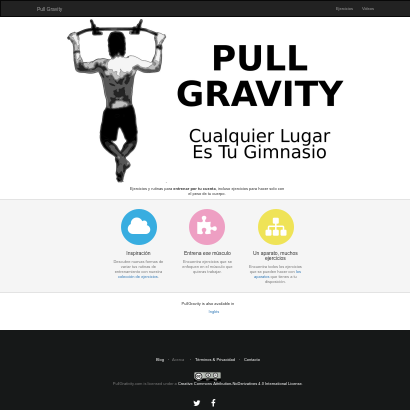 Pull Gravity
Ejercicios Videos
PULL
GRAVITY
Cualquier Lugar
Es Tu Gimnasio
Ejercicios y rutinas para entrenar por tu cuenta, incluso ejercicios para hacer solo con
el peso de tu cuerpo.
Inspiración
Descubre nuevas formas de
variar tus rutinas de
entrenamiento con nuestra
colección de ejercicios.
Entrena ese músculo
Encuentra ejercicios que se
enfoquen en el músculo que
quieras trabajar.
Un aparato, muchos
ejercicios
Encuentra todos los ejercicios
que se pueden hacer con los
aparatos que tienes a tu
disposición.
PullGravity is also available in
Inglés
Blog · Acerca · Términos & Privacidad · Contacto
PullGravity.com is licensed under a Creative Commons Attribution-NoDerivatives 4.0 International License.